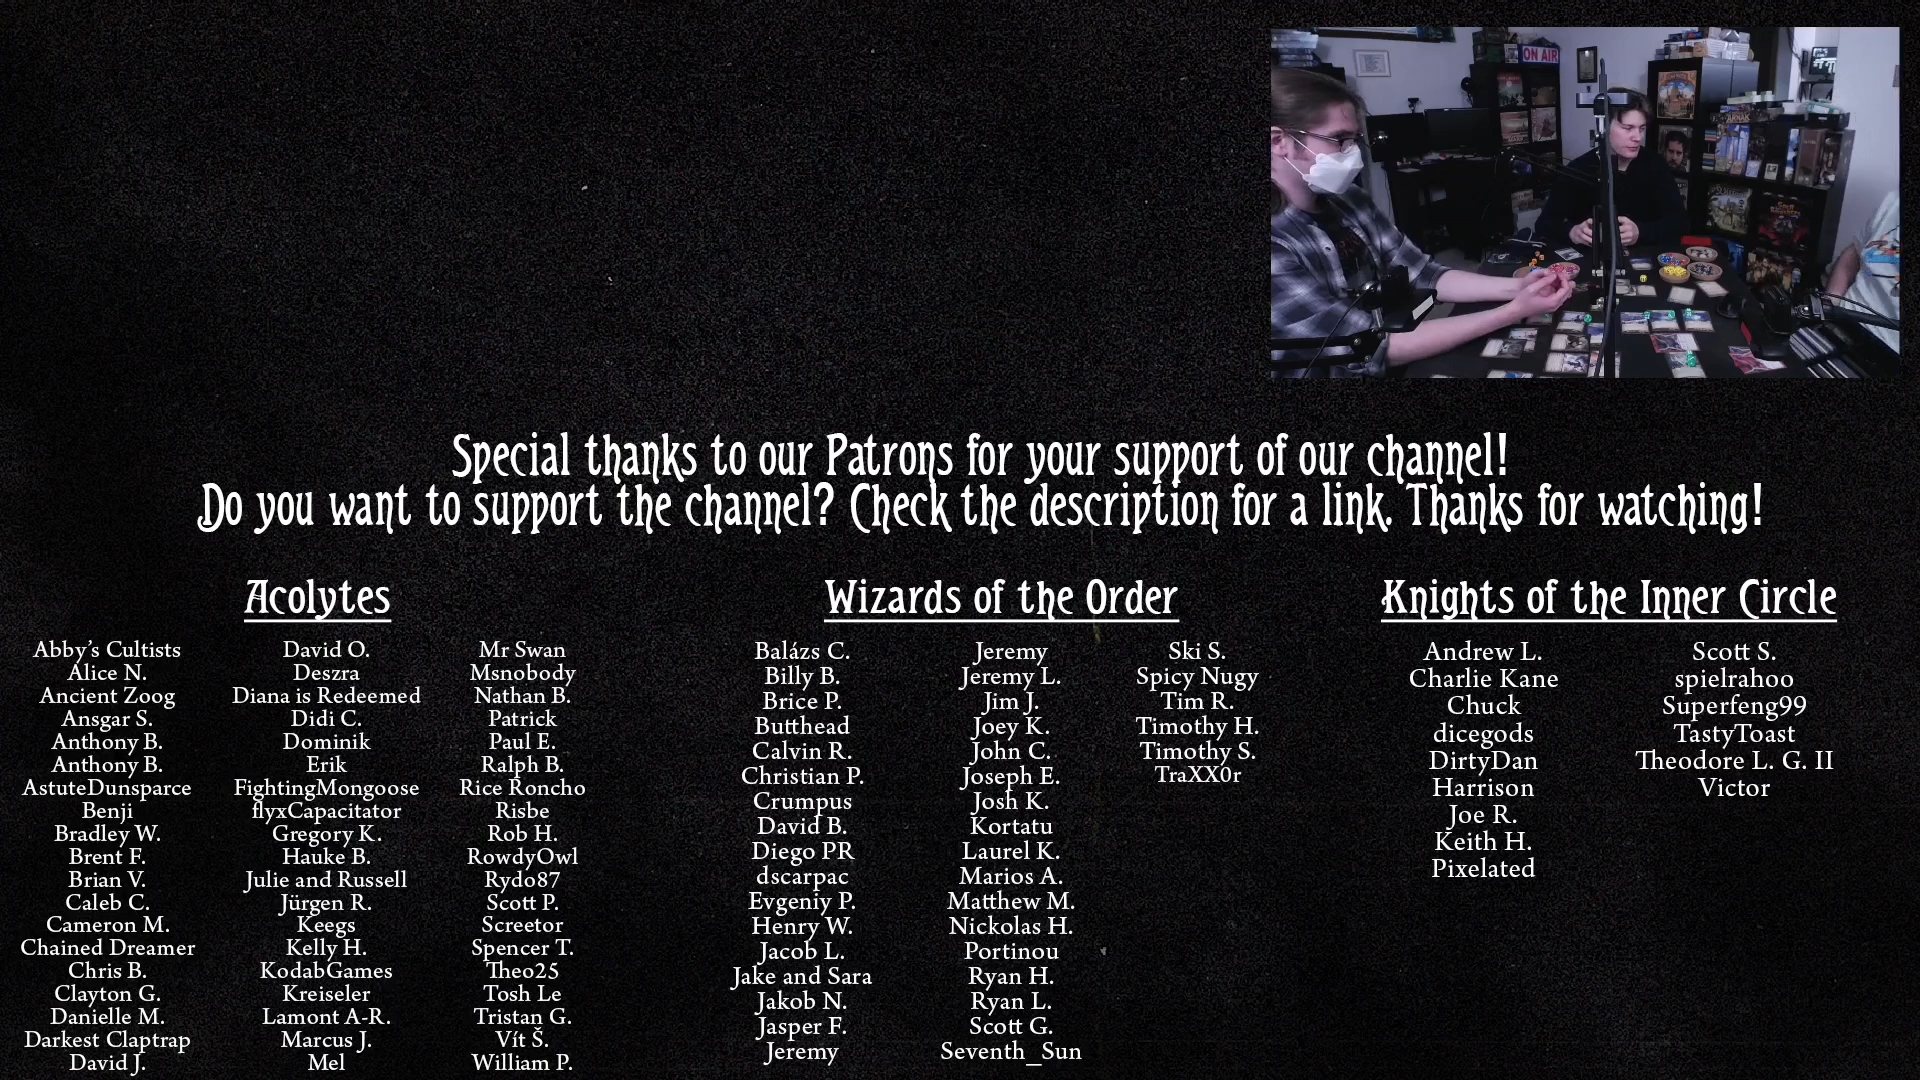 ON AIR
Special thanks to our Patrons for your support of our channel!
Do you want to support the channel? Check the description for a link. Thanks for watching!
Acolytes
Abby's Cultists
Alice N.
Ancient Zoog
Ansgar S.
Anthony B.
Anthony B.
AstuteDunsparce
Benji
Bradley W.
Brent F.
Brian V.
Caleb C.
Cameron M.
Chained Dreamer
Chris B.
Clayton G.
Danielle M.
Darkest Claptrap
David J.
David O.
Deszra
Diana is Redeemed
Didi C.
Dominik
Erik
FightingMongoose
flyxCapacitator
Gregory K.
Hauke B.
Julie and Russell
Jürgen R.
Keegs
Kelly H.
KodabGames
Kreiseler
Lamont A-R.
Marcus J.
Mel
Mr Swan
Msnobody
Nathan B.
Patrick
Paul E.
Ralph B.
Rice Roncho
Risbe
Rob H.
RowdyOwl
Rydo87
Scott P.
Screetor
Spencer T.
Theo25
Tosh Le
Tristan G.
Vít Š.
William P.
Wizards of the Order
Balázs C.
Billy B.
Brice P.
Butthead
Calvin R.
Christian P.
Crumpus
David B.
Diego PR
dscarpac
Evgeniy P.
Henry W.
Jacob L.
Jake and Sara
Jakob N.
Jasper F.
Jeremy
Jeremy
Jeremy L.
Jim J.
Joey K.
John C.
Joseph E.
Josh K.
Kortatu
Laurel K.
Marios A.
Matthew M.
Nickolas H.
Portinou
Ryan H.
Ryan L.
Scott G.
Seventh_Sun
Ski S.
Spicy Nugy
Tim R.
Timothy H.
Timothy S.
TraXX0r
Knights of the Inner Circle
Andrew L.
Charlie Kane
Chuck
dicegods
DirtyDan
Harrison
Joe R.
Keith H.
Pixelated
Scott S.
spielrahoo
Superfeng99
TastyToast
Theodore L. G. II
Victor